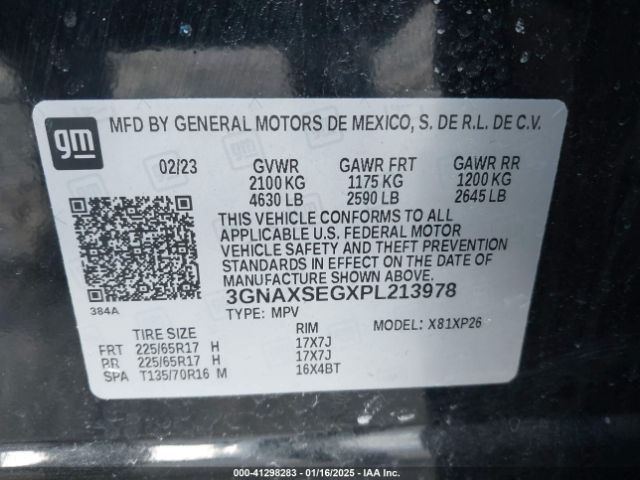 gm
MFD BY GENERAL MOTORS DE MEXICO, S. DE R.L. DE C.V.
02/23 GVWR GAWR FRT GAWR RR
2100 KG 1175 KG 1200 KG
4630 LB 2590 LB 2645 LB
THIS VEHICLE CONFORMS TO ALL
APPLICABLE U.S. FEDERAL MOTOR
VEHICLE SAFETY AND THEFT PREVENTION
STANDARDS IN EFFECT ON THE DATE OF
MANUFACTURE SHOWN ABOVE.
3GNAXSEGXPL213978
384A
TYPE: MPV MODEL: X81XP26
TIRE SIZE RIM
FRT 225/65R17 H 17X7J
RR 225/65R17 H 17X7J
SPA T135/70R16 M 16X4BT
000-41298283 - 01/16/2025 - IAA Inc.